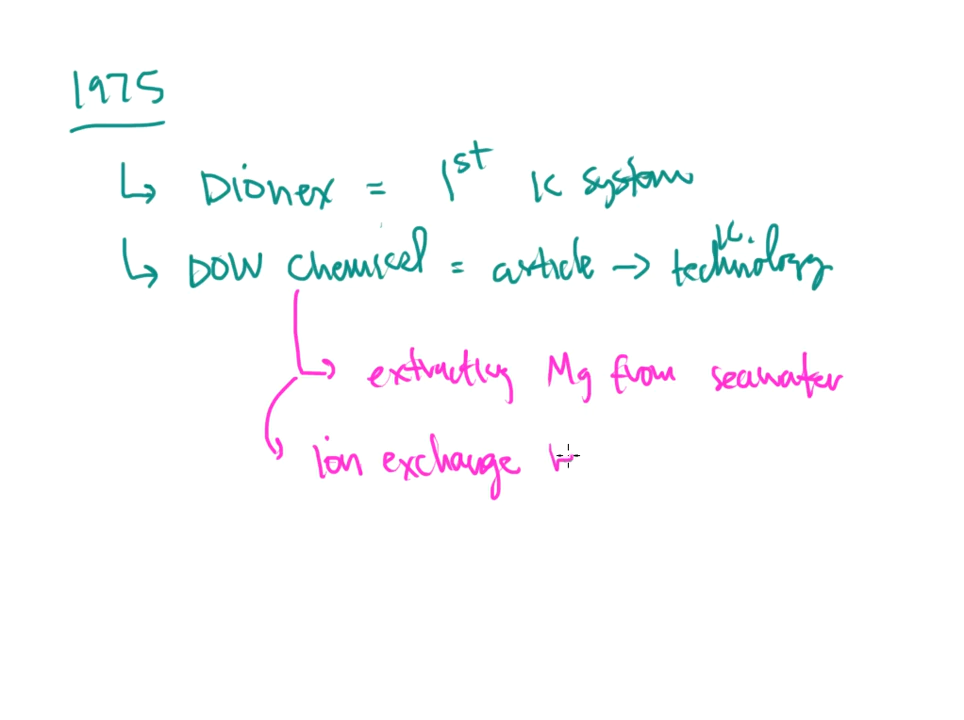 1975
↳ Dionex = 1st IC system
↳ DOW Chemical = article → IC. technology
↳ extracting Mg from seawater
Ion exchange